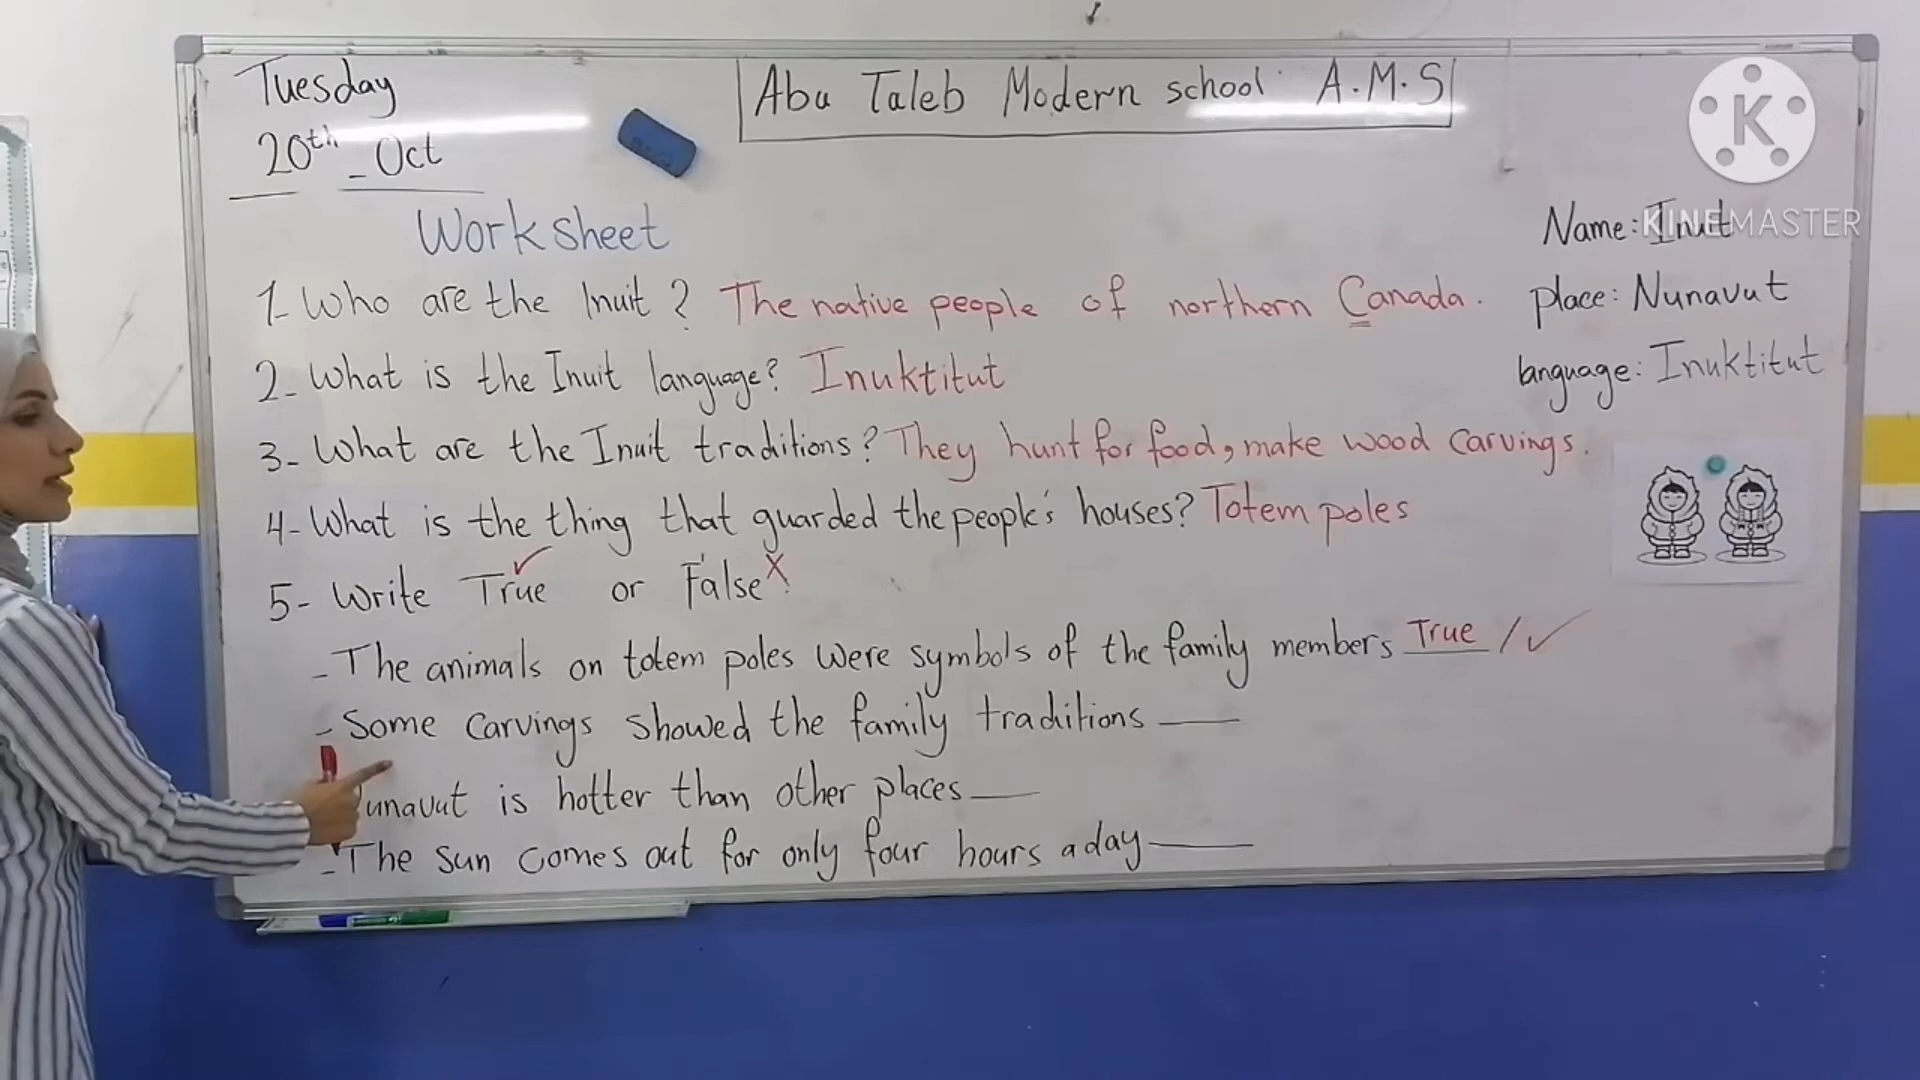 Tuesday
20th - Oct
Abu Taleb Modern school A.M.S
K
KINEMASTER
Worksheet
Name: Inuit
place: Nunavut
language: Inuktitut
1- Who are the Inuit? The native people of northern Canada.
2- What is the Inuit language? Inuktitut
3- What are the Inuit traditions? They hunt for food, make wood carvings.
4- What is the thing that guarded the people's houses? Totem poles
5- Write True ✓ or False X:
- The animals on totem poles were symbols of the family members True / ✓
- Some carvings showed the family traditions ____
unavut is hotter than other places ____
- The sun comes out for only four hours a day ____